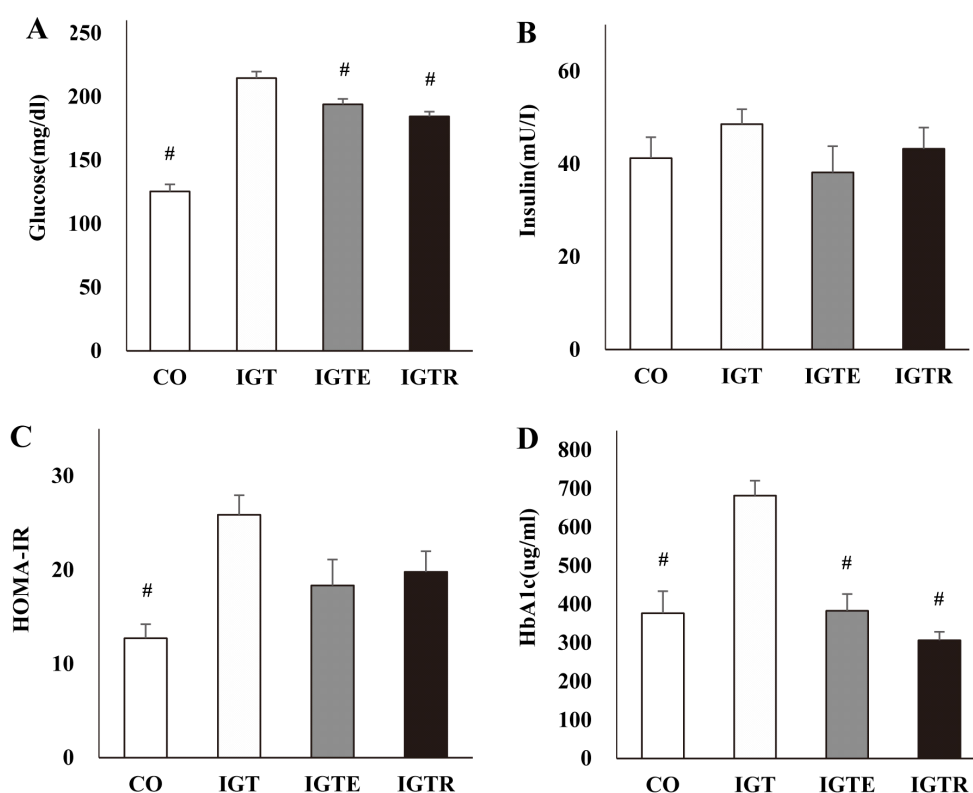 A
Glucose(mg/dl)
250
200
150
100
50
0
#
#
#
CO IGT IGTE IGTR
B
Insulin(mU/I)
60
40
20
0
CO IGT IGTE IGTR
C
HOMA-IR
30
20
10
0
#
CO IGT IGTE IGTR
D
HbA1c(ug/ml)
800
700
600
500
400
300
200
100
0
#
#
#
CO IGT IGTE IGTR